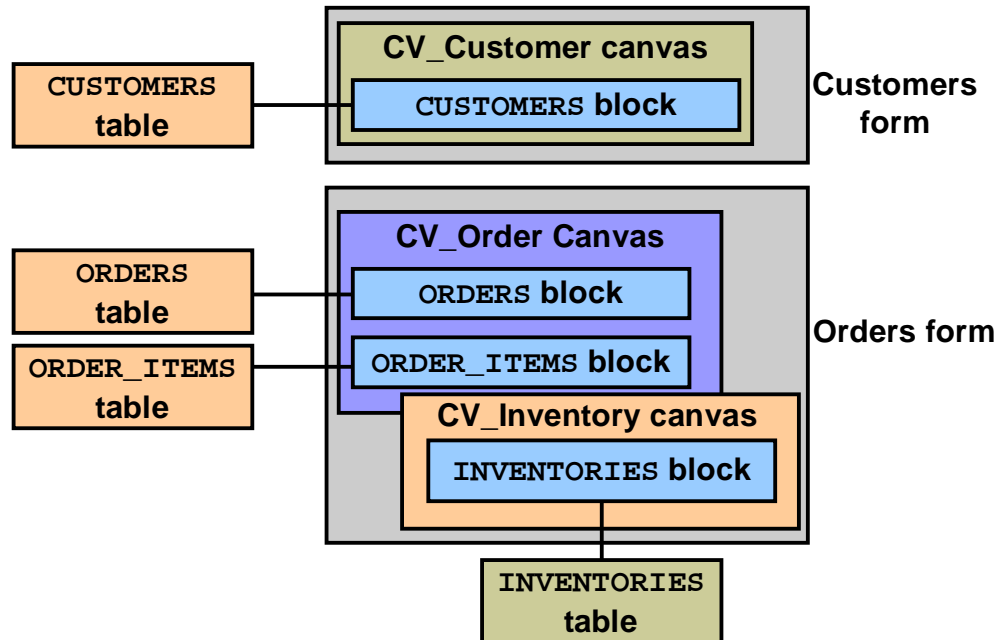 CV_Customer canvas
CUSTOMERS
table
CUSTOMERS block
Customers
form
CV_Order Canvas
ORDERS
table
ORDERS block
Orders form
ORDER_ITEMS
table
ORDER_ITEMS block
CV_Inventory canvas
INVENTORIES block
INVENTORIES
table